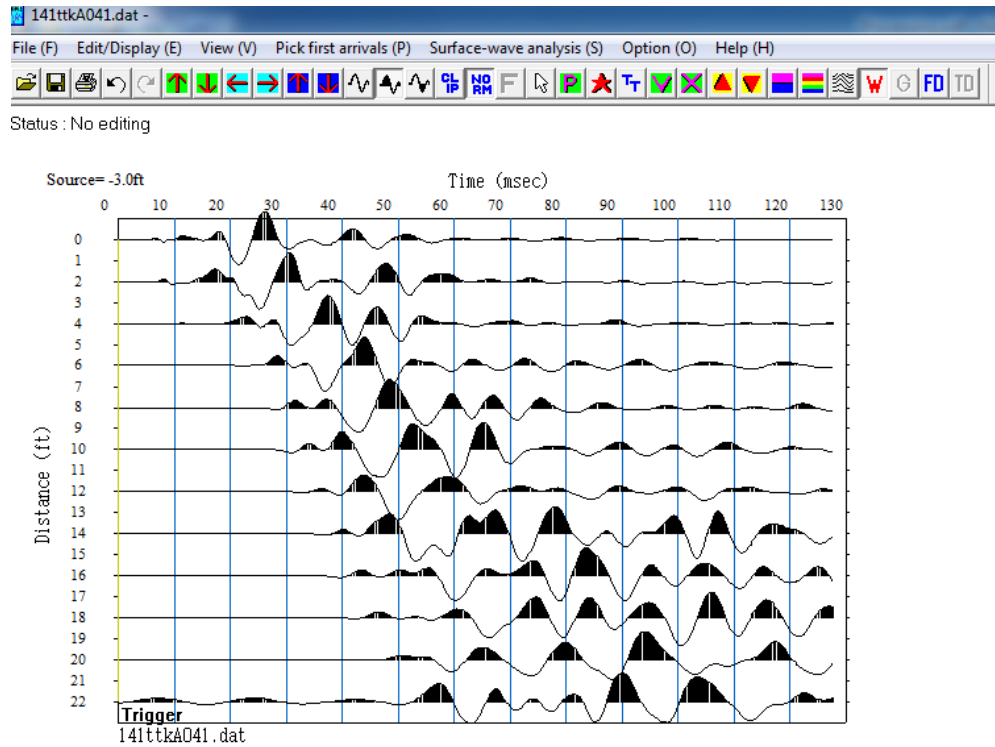 141ttkA041.dat -
File (F) Edit/Display (E) View (V) Pick first arrivals (P) Surface-wave analysis (S) Option (O) Help (H)
CL IP NO RM F P TT W G FD TD
Status : No editing
Source= -3.0ft
Time (msec)
0 10 20 30 40 50 60 70 80 90 100 110 120 130
Distance (ft)
0
1
2
3
4
5
6
7
8
9
10
11
12
13
14
15
16
17
18
19
20
21
22
Trigger
141ttkA041.dat